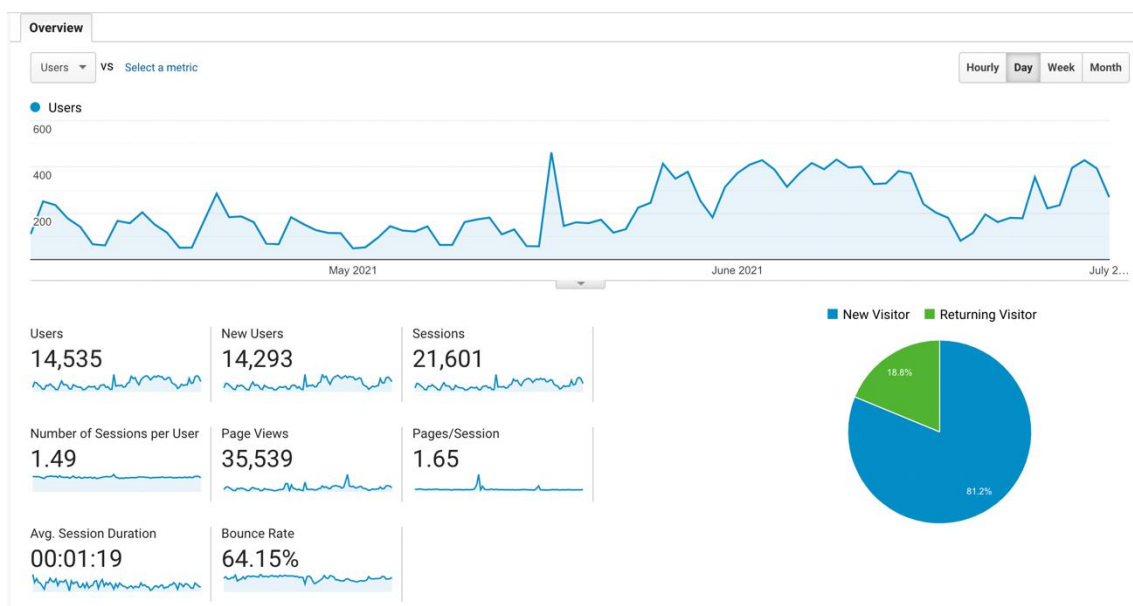 Overview
Users VS Select a metric
Hourly Day Week Month
Users
600
400
200
May 2021
June 2021
July 2...
New Visitor Returning Visitor
Users
14,535
New Users
14,293
Sessions
21,601
Number of Sessions per User
1.49
Page Views
35,539
Pages/Session
1.65
Avg. Session Duration
00:01:19
Bounce Rate
64.15%
18.8%
81.2%